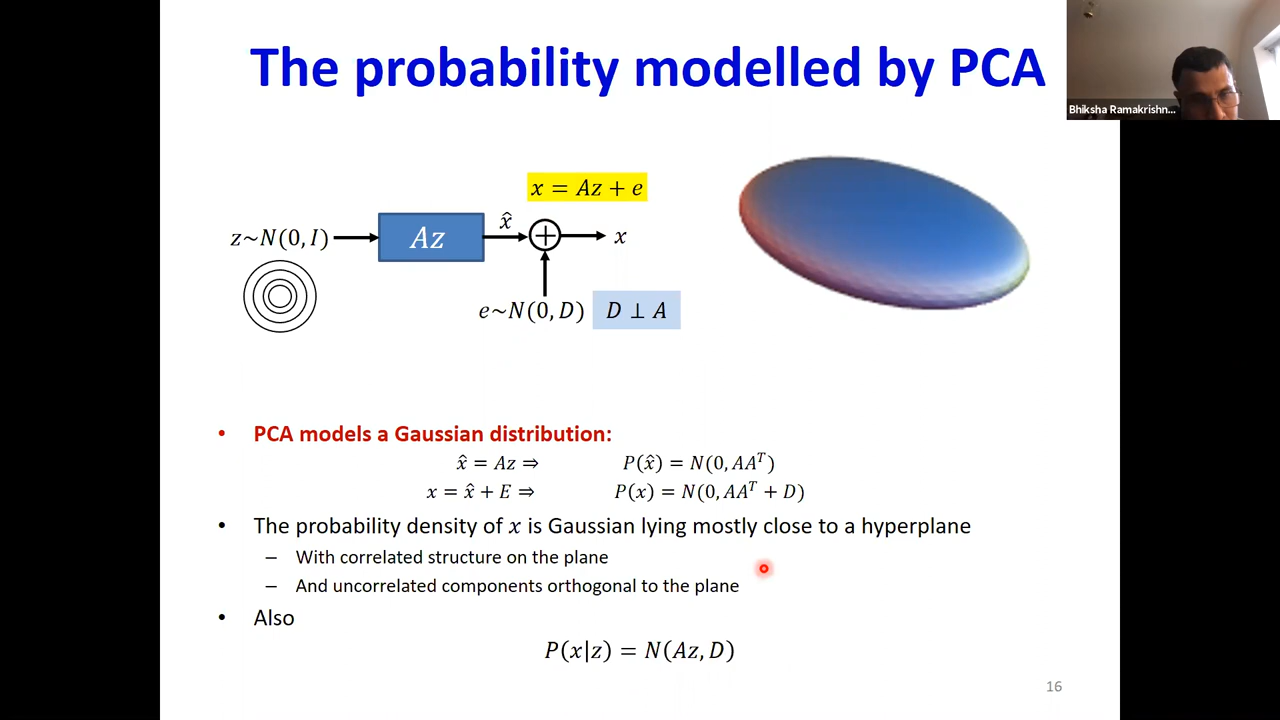 The probability modelled by PCA
Bhiksha Ramakrishn...
x = Az + e
z~N(0, I)
Az
x̂
x
e~N(0, D)
D ⊥ A
• PCA models a Gaussian distribution:
x̂ = Az ⇒ P(x̂) = N(0, AAᵀ)
x = x̂ + E ⇒ P(x) = N(0, AAᵀ + D)
• The probability density of x is Gaussian lying mostly close to a hyperplane
– With correlated structure on the plane
– And uncorrelated components orthogonal to the plane
• Also
P(x|z) = N(Az, D)
16